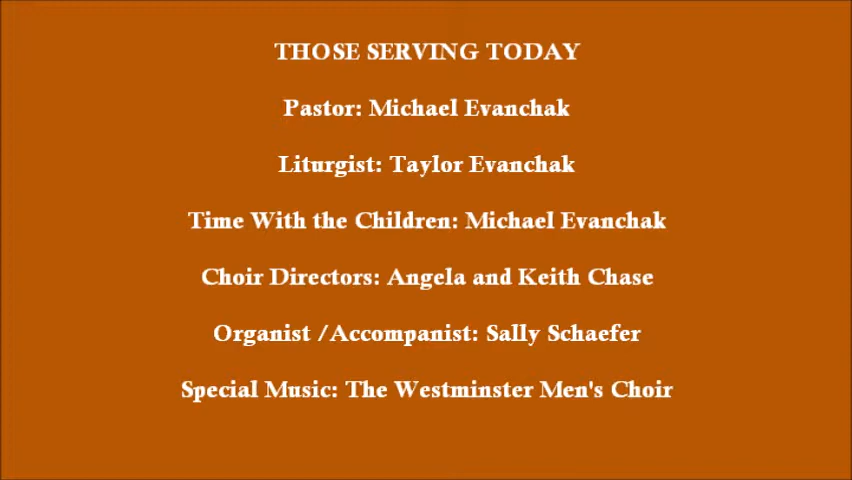 THOSE SERVING TODAY
Pastor: Michael Evanchak
Liturgist: Taylor Evanchak
Time With the Children: Michael Evanchak
Choir Directors: Angela and Keith Chase
Organist /Accompanist: Sally Schaefer
Special Music: The Westminster Men's Choir